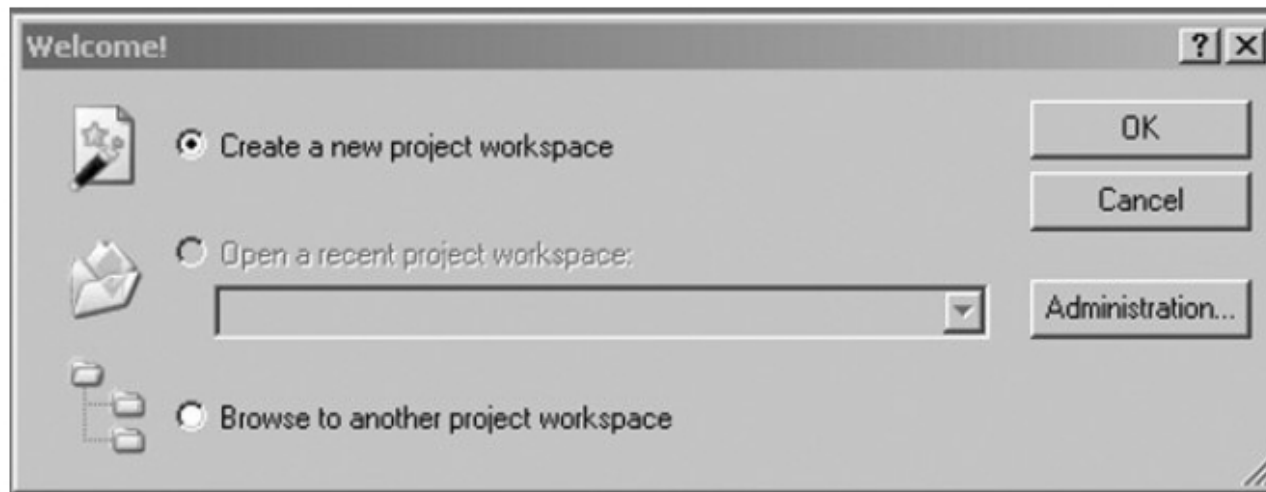 Welcome!
Create a new project workspace
OK
Cancel
Open a recent project workspace:
Administration...
Browse to another project workspace